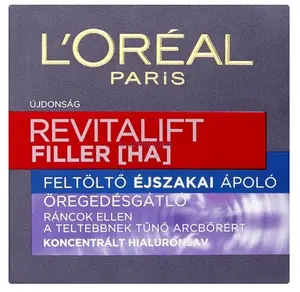 L'ORÉAL
PARIS
ÚJDONSÁG
REVITALIFT
FILLER [HA]
FELTÖLTŐ ÉJSZAKAI ÁPOLÓ
ÖREGEDÉSGÁTLÓ
RÁNCOK ELLEN
A TELTEBBNEK TŰNŐ ARCBŐRÉRT
KONCENTRÁLT HIALURONSAV